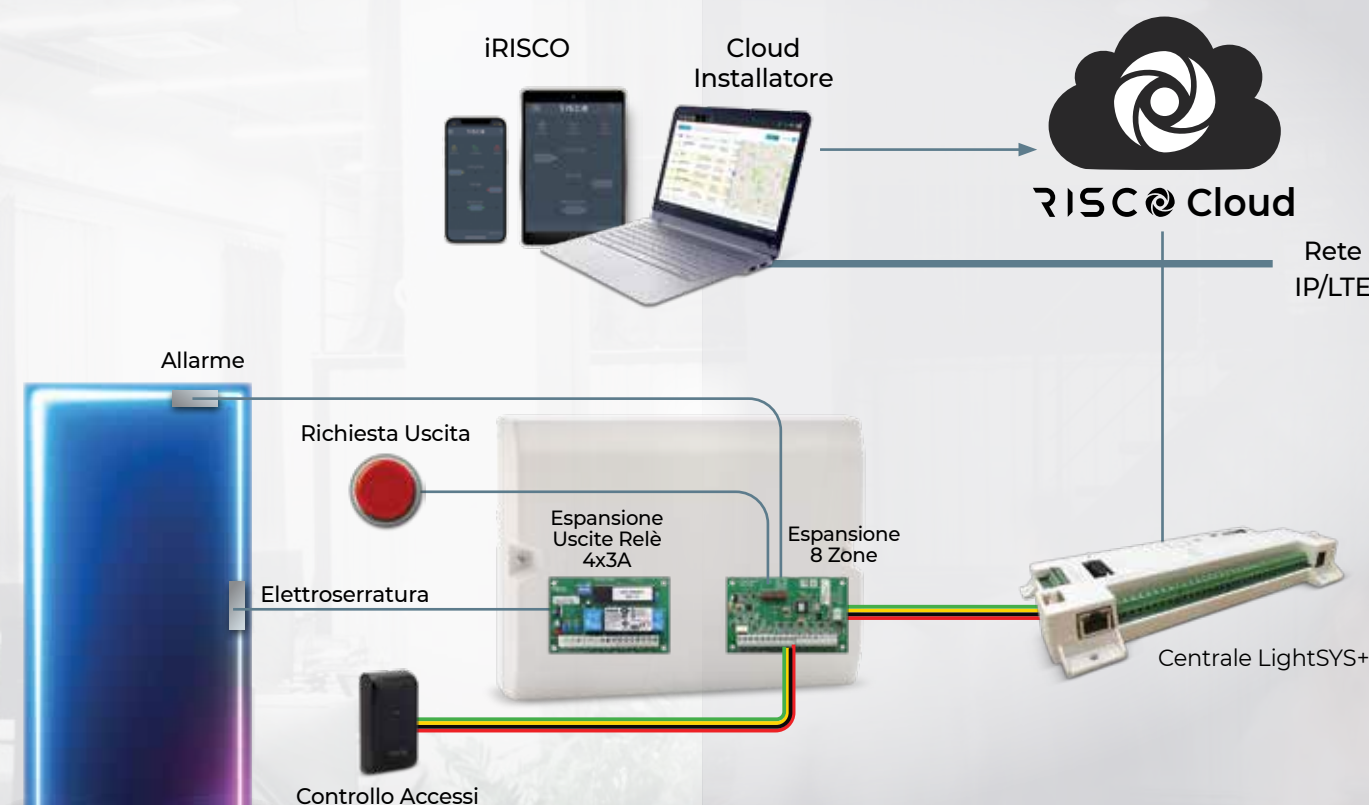 iRISCO
Cloud
Installatore
RISCO Cloud
Rete
IP/LTE
Allarme
Richiesta Uscita
Espansione
Uscite Relè
4x3A
Espansione
8 Zone
Elettroserratura
Centrale LightSYS+
Controllo Accessi